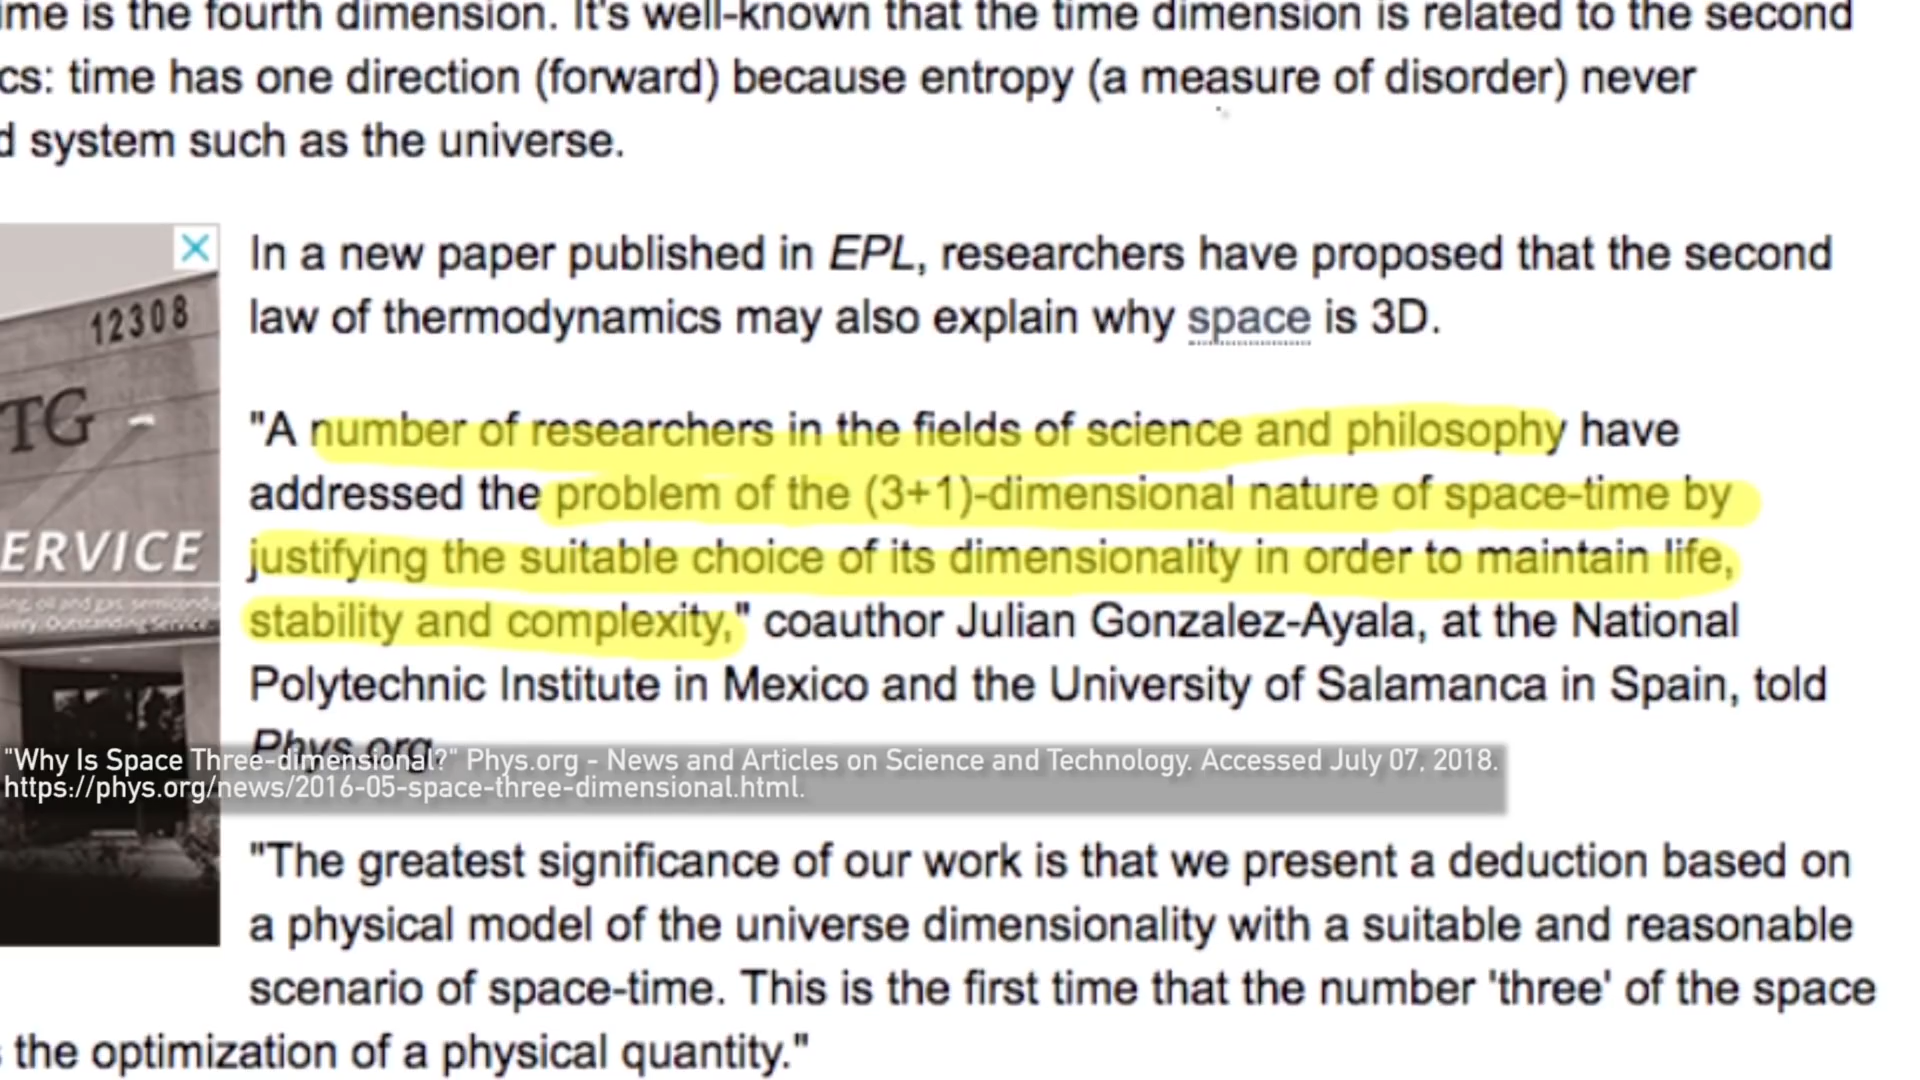 ime is the fourth dimension. It's well-known that the time dimension is related to the second
cs: time has one direction (forward) because entropy (a measure of disorder) never
d system such as the universe.
In a new paper published in EPL, researchers have proposed that the second
law of thermodynamics may also explain why space is 3D.
12308
TG
ERVICE
"A number of researchers in the fields of science and philosophy have
addressed the problem of the (3+1)-dimensional nature of space-time by
justifying the suitable choice of its dimensionality in order to maintain life,
stability and complexity," coauthor Julian Gonzalez-Ayala, at the National
Polytechnic Institute in Mexico and the University of Salamanca in Spain, told
Phys.org.
"Why Is Space Three-dimensional?" Phys.org - News and Articles on Science and Technology. Accessed July 07, 2018.
https://phys.org/news/2016-05-space-three-dimensional.html.
"The greatest significance of our work is that we present a deduction based on
a physical model of the universe dimensionality with a suitable and reasonable
scenario of space-time. This is the first time that the number 'three' of the space
s the optimization of a physical quantity."